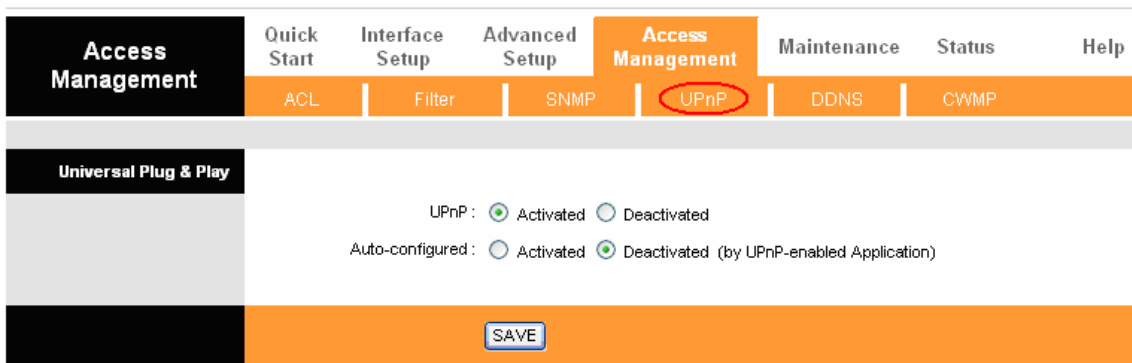 Access Management
Quick Start
Interface Setup
Advanced Setup
Access Management
Maintenance
Status
Help
ACL
Filter
SNMP
UPnP
DDNS
CWMP
Universal Plug & Play
UPnP : Activated Deactivated
Auto-configured : Activated Deactivated (by UPnP-enabled Application)
SAVE